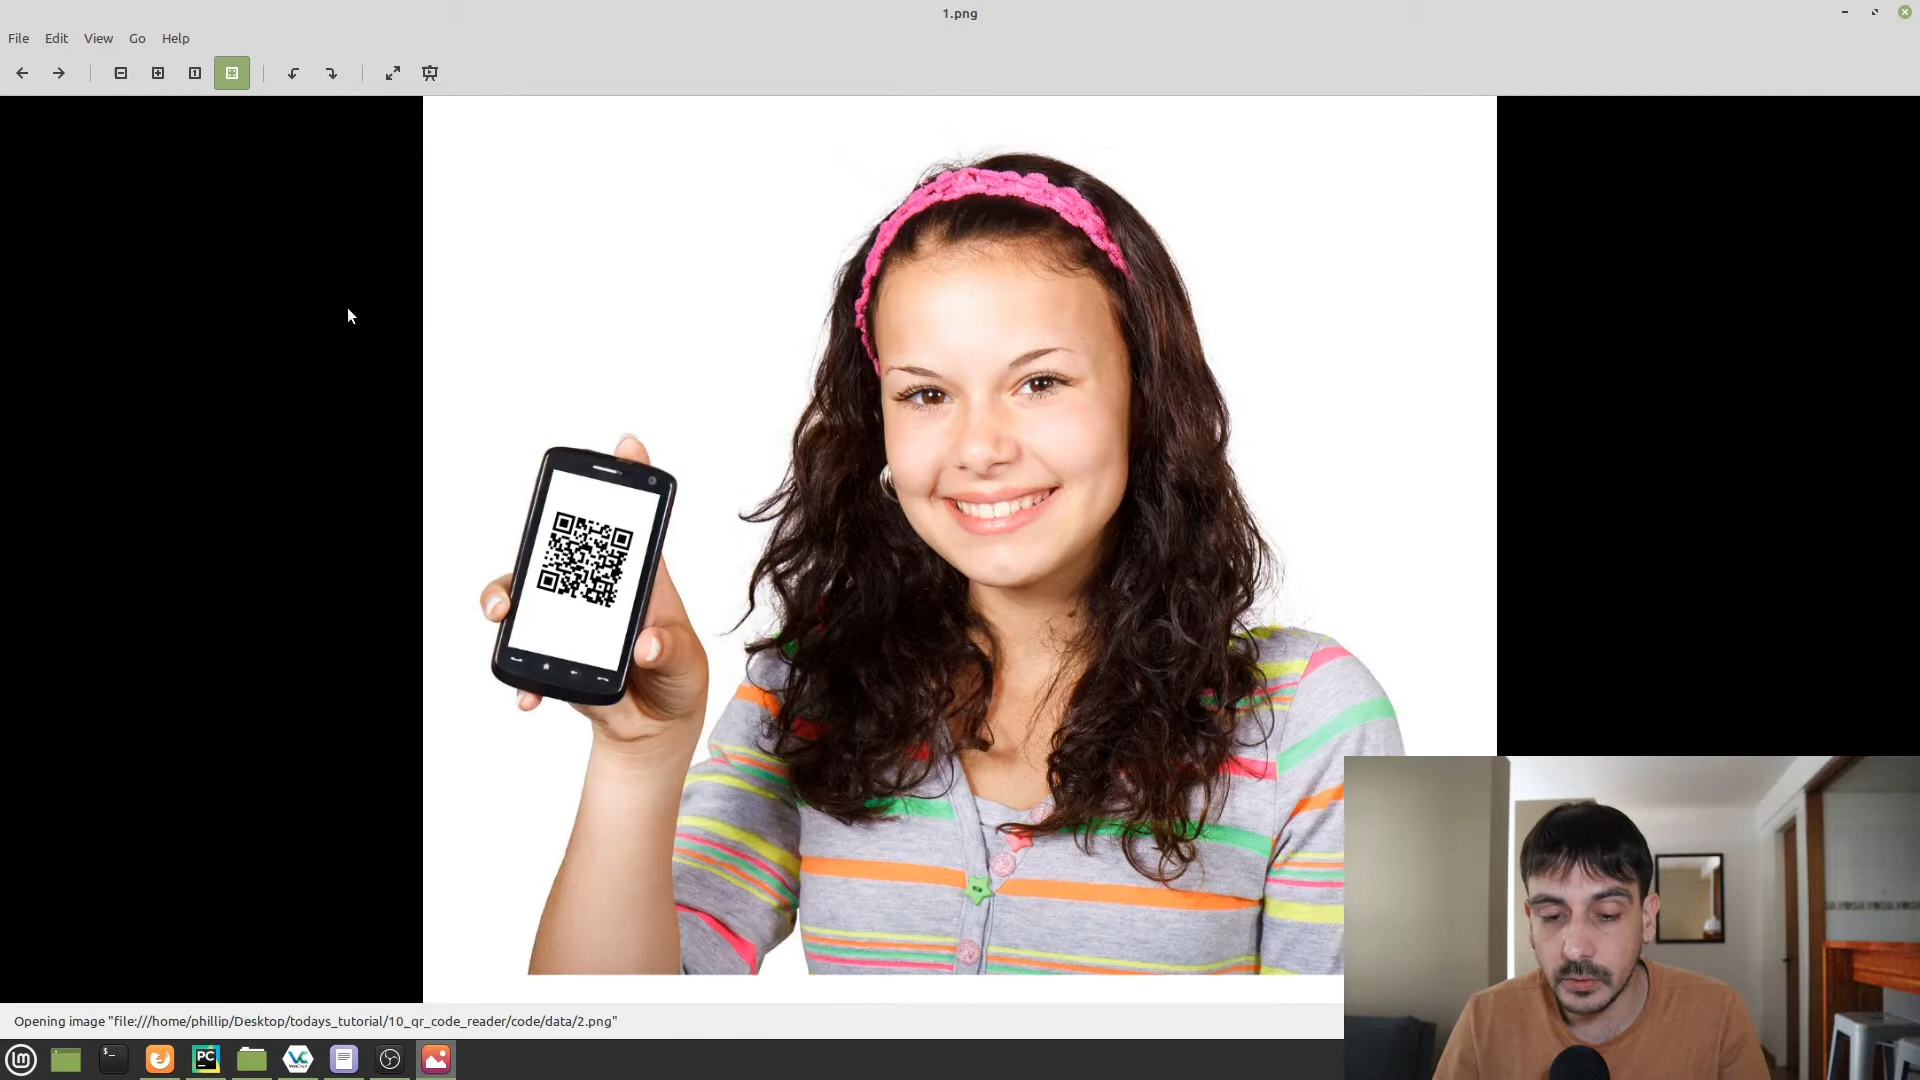 1.png
File Edit View Go Help
Opening image "file:///home/phillip/Desktop/todays_tutorial/10_qr_code_reader/code/data/2.png"
PC
VC